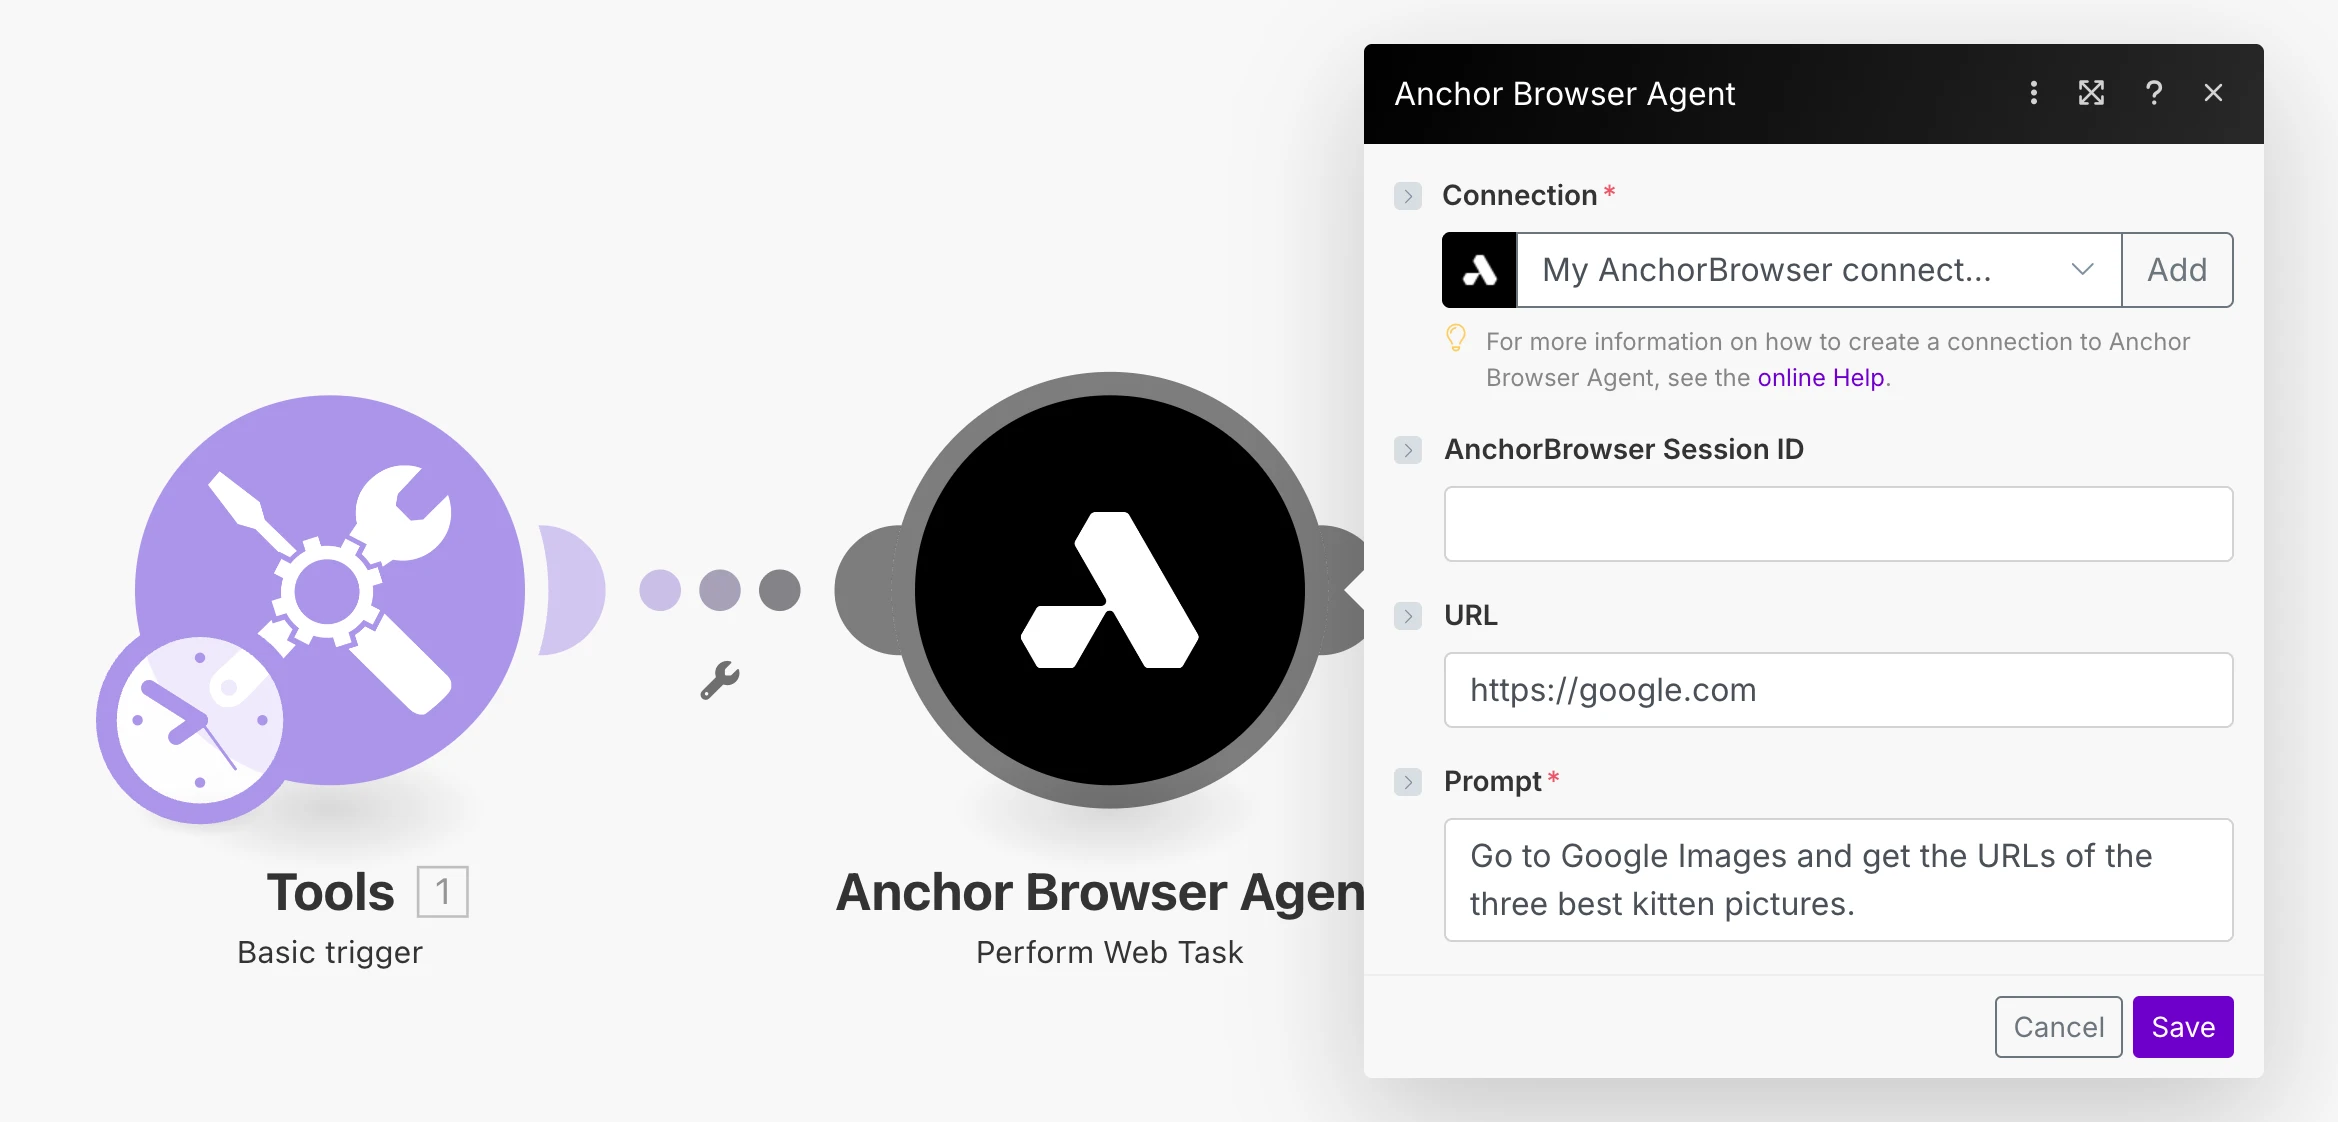 Anchor Browser Agent
?
Connection *
My AnchorBrowser connect...
Add
For more information on how to create a connection to Anchor
Browser Agent, see the online Help.
AnchorBrowser Session ID
URL
https://google.com
Prompt *
Go to Google Images and get the URLs of the
three best kitten pictures.
Cancel
Save
Tools 1
Basic trigger
Anchor Browser Agen
Perform Web Task